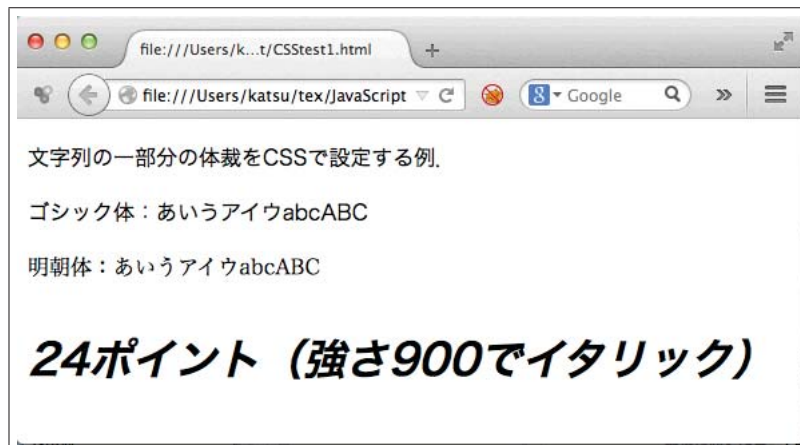 file:///Users/k...t/CSStest1.html
file:///Users/katsu/tex/JavaScript
8 Google
文字列の一部分の体裁をCSSで設定する例．
ゴシック体：あいうアイウabcABC
明朝体：あいうアイウabcABC
24ポイント（強さ900でイタリック）